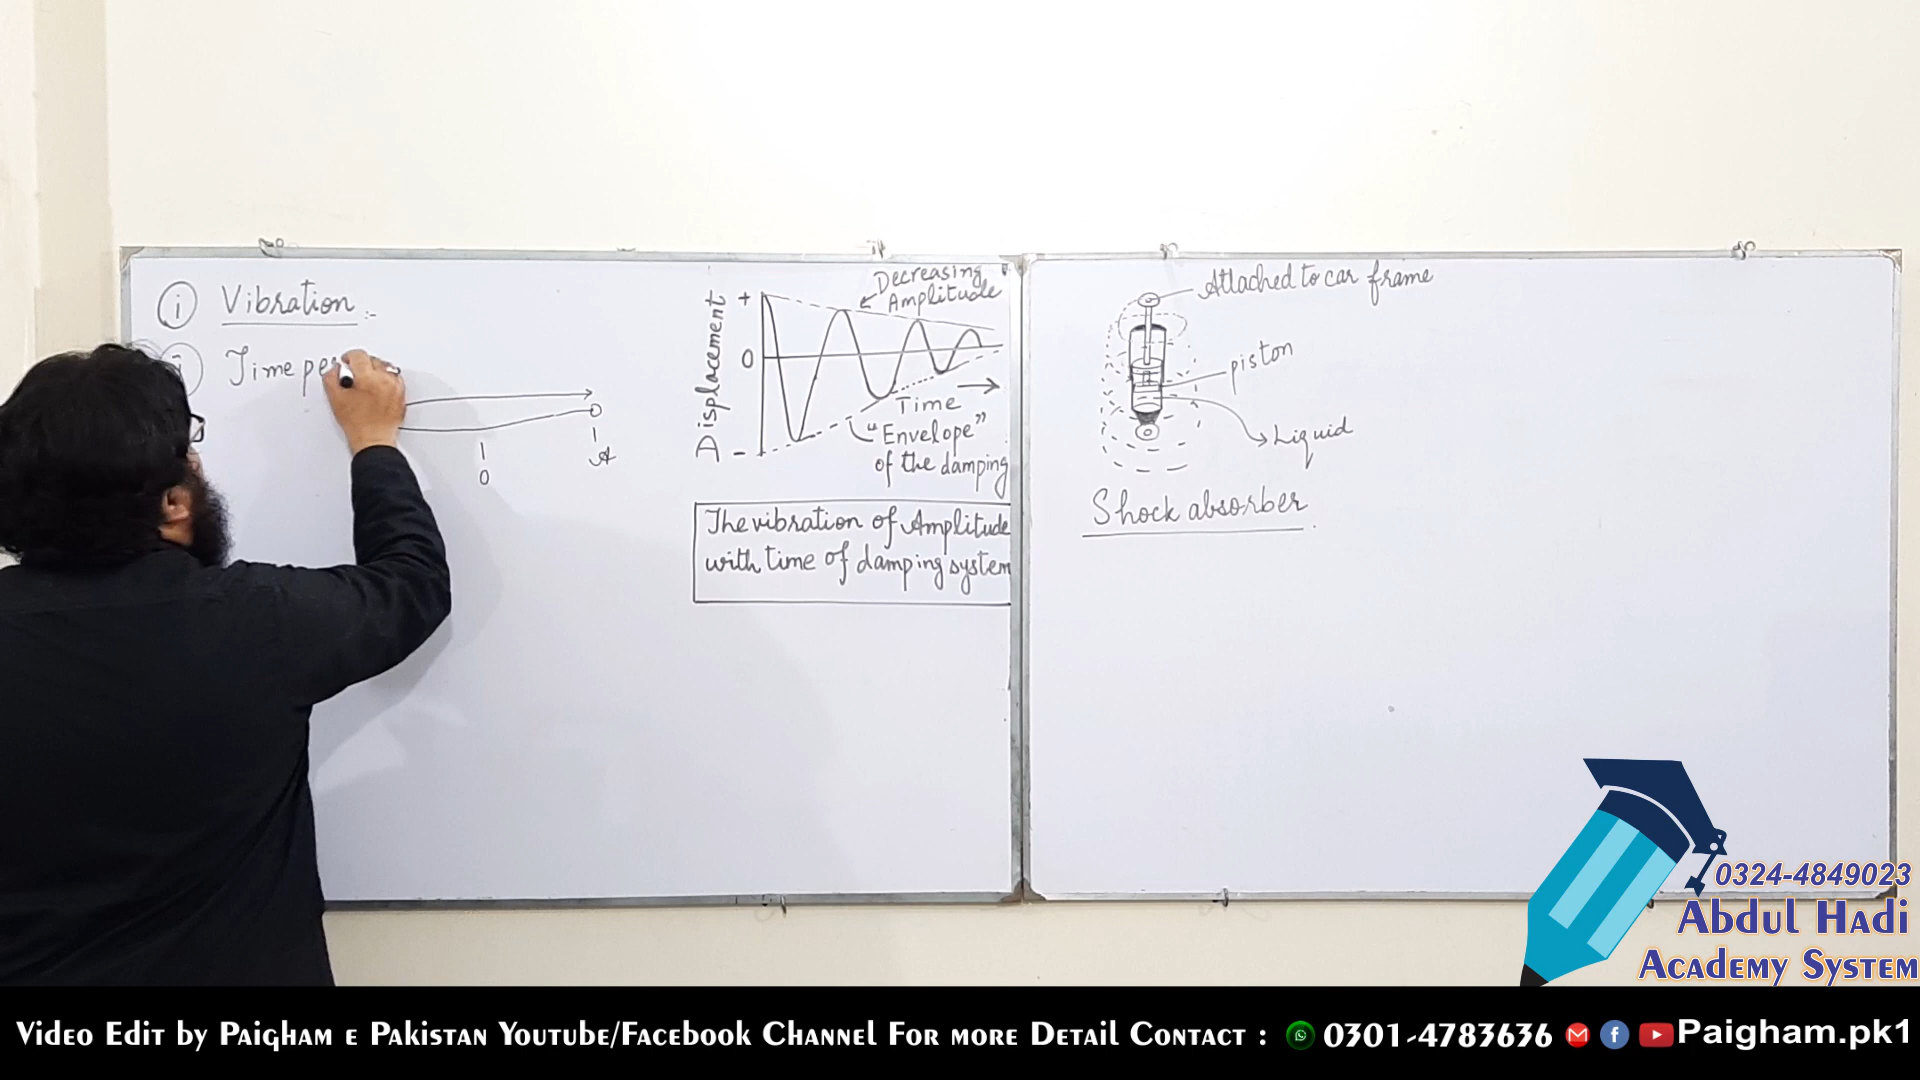 i Vibration :-
Time per
0
A
Decreasing
Amplitude
+
0
-
Displacement
Time
"Envelope"
of the damping
The vibration of Amplitude
with time of damping system
Attached to car frame
piston
Liquid
Shock absorber
0324-4849023
Abdul Hadi
Academy System
Video Edit by Paigham e Pakistan Youtube/Facebook Channel For more Detail Contact : 0301-4783636 Paigham.pk1